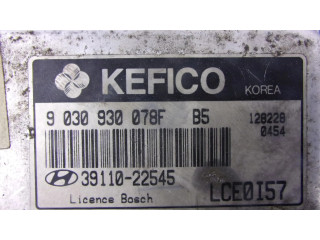 KEFICO
KOREA
9 030 930 078F B5
128228
0454
39110-22545
LCE0I57
Licence Bosch